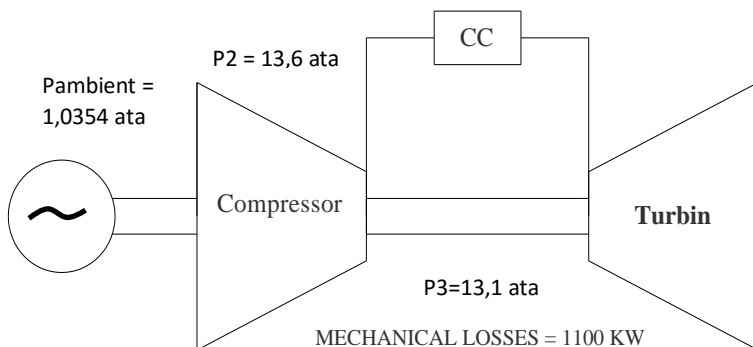 CC
P2 = 13,6 ata
Pambient =
1,0354 ata
Compressor
Turbin
P3=13,1 ata
MECHANICAL LOSSES = 1100 KW